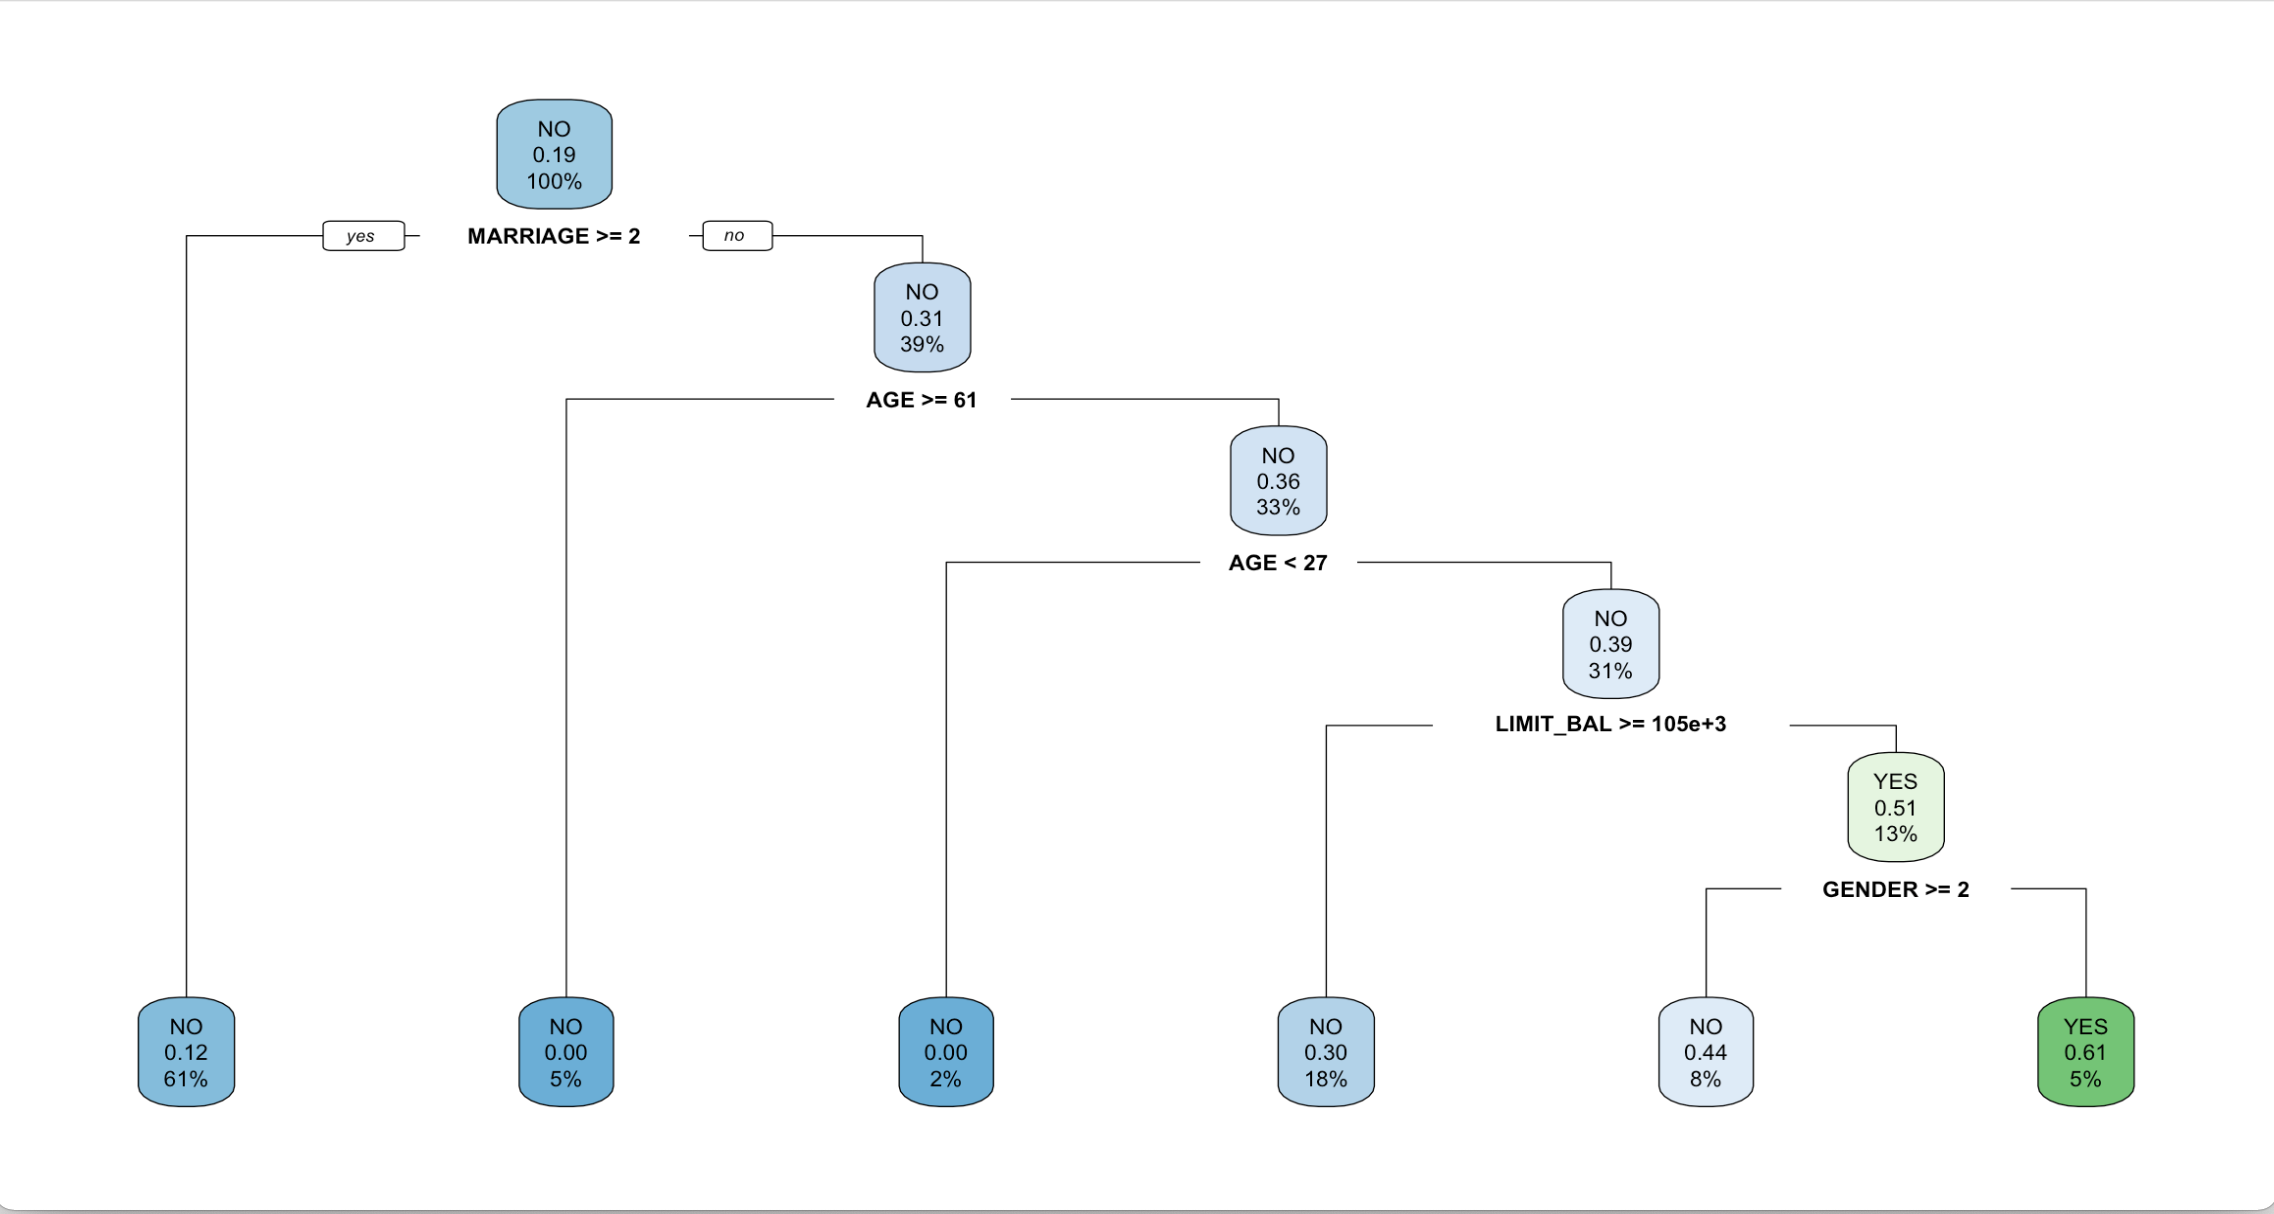 NO
0.19
100%
yes
MARRIAGE >= 2
no
NO
0.31
39%
AGE >= 61
NO
0.36
33%
AGE < 27
NO
0.39
31%
LIMIT_BAL >= 105e+3
YES
0.51
13%
GENDER >= 2
NO
0.12
61%
NO
0.00
5%
NO
0.00
2%
NO
0.30
18%
NO
0.44
8%
YES
0.61
5%